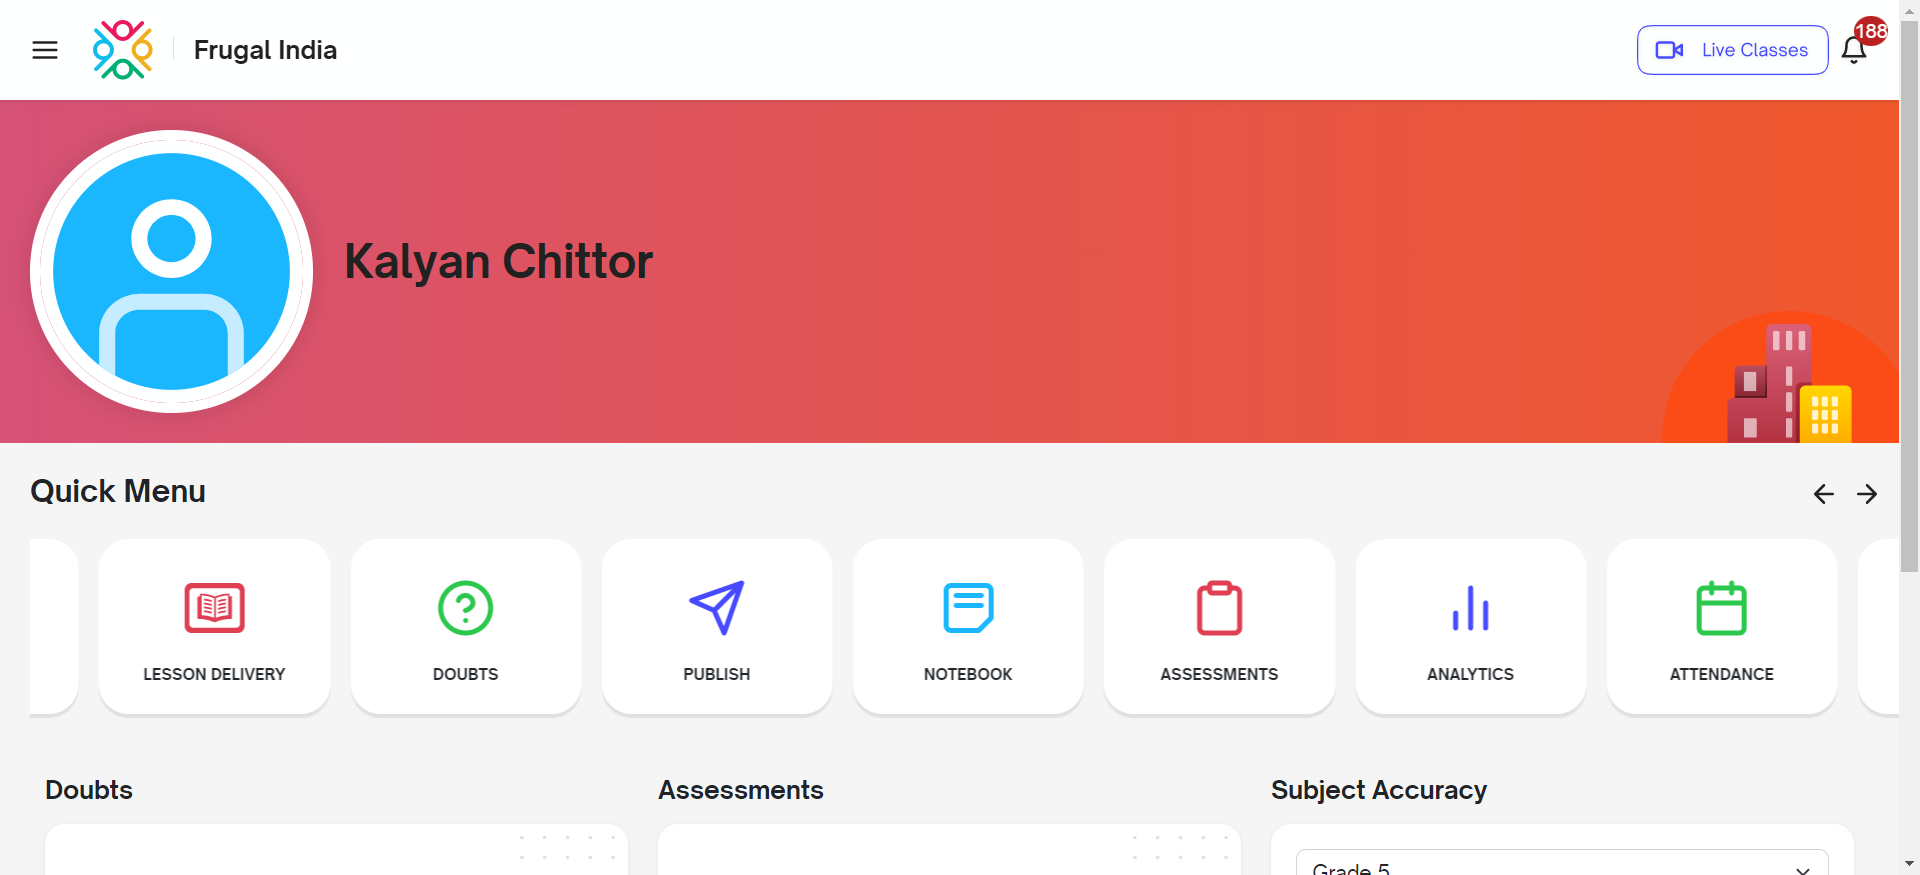 Frugal India
Live Classes
188
Kalyan Chittor
Quick Menu
LESSON DELIVERY
DOUBTS
PUBLISH
NOTEBOOK
ASSESSMENTS
ANALYTICS
ATTENDANCE
Doubts
Assessments
Subject Accuracy
Grade 5